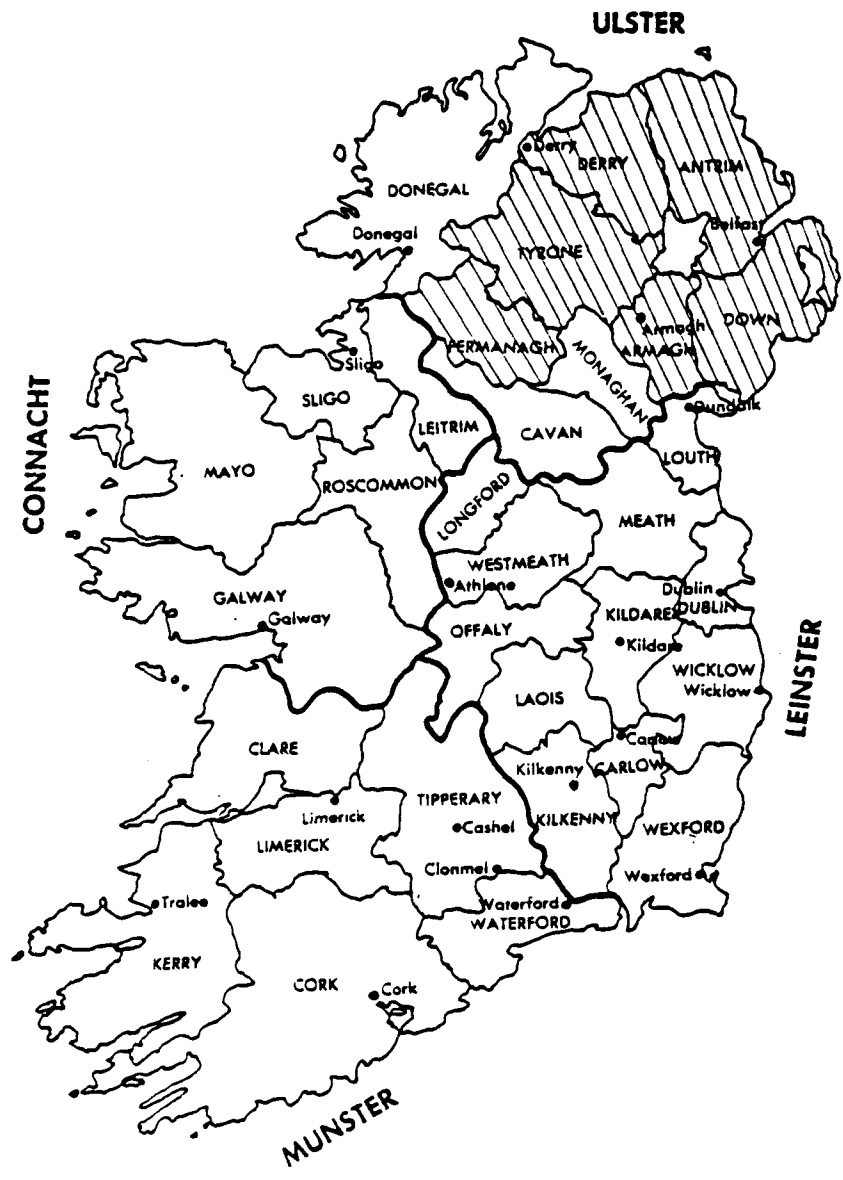 ULSTER
Derry
DERRY
ANTRIM
DONEGAL
Donegal
Belfast
TYRONE
Armagh
DOWN
FERMANAGH
ARMAGH
MONAGHAN
Sligo
SLIGO
Dundalk
CONNACHT
LEITRIM
CAVAN
LOUTH
MAYO
ROSCOMMON
LONGFORD
MEATH
WESTMEATH
Athlone
Dublin
DUBLIN
GALWAY
Galway
KILDARE
OFFALY
Kildare
LEINSTER
WICKLOW
Wicklow
LAOIS
CLARE
Carlow
CARLOW
Kilkenny
TIPPERARY
Limerick
Cashel
KILKENNY
WEXFORD
LIMERICK
Clonmel
Wexford
Tralee
Waterford
WATERFORD
KERRY
CORK
Cork
MUNSTER